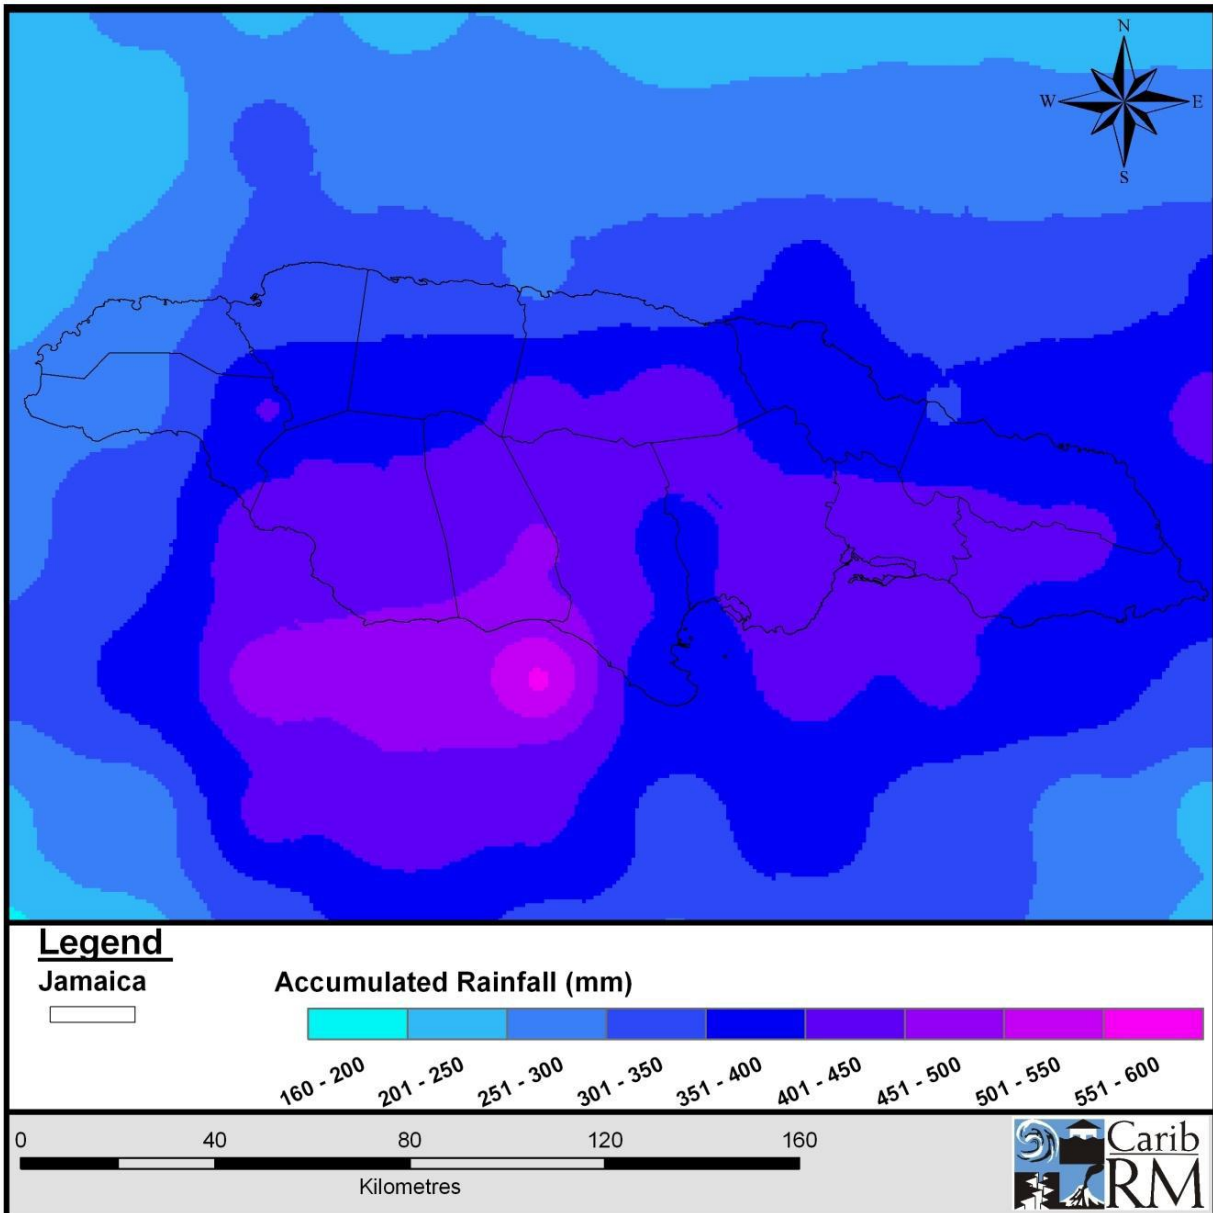 N
W E
S
Legend
Jamaica
Accumulated Rainfall (mm)
160 - 200 201 - 250 251 - 300 301 - 350 351 - 400 401 - 450 451 - 500 501 - 550 551 - 600
0 40 80 120 160
Kilometres
Carib
RM